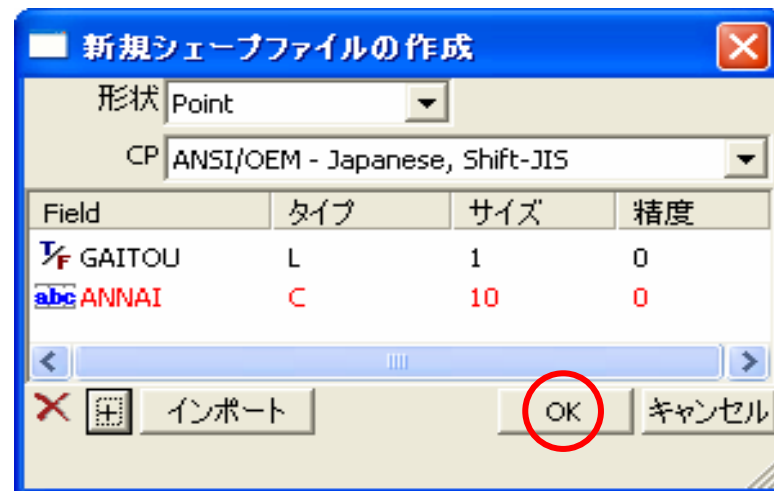 新規シェープファイルの作成
形状 Point
CP ANSI/OEM - Japanese, Shift-JIS
Field タイプ サイズ 精度
T/F GAITOU L 1 0
abc ANNAI C 10 0
インポート OK キャンセル